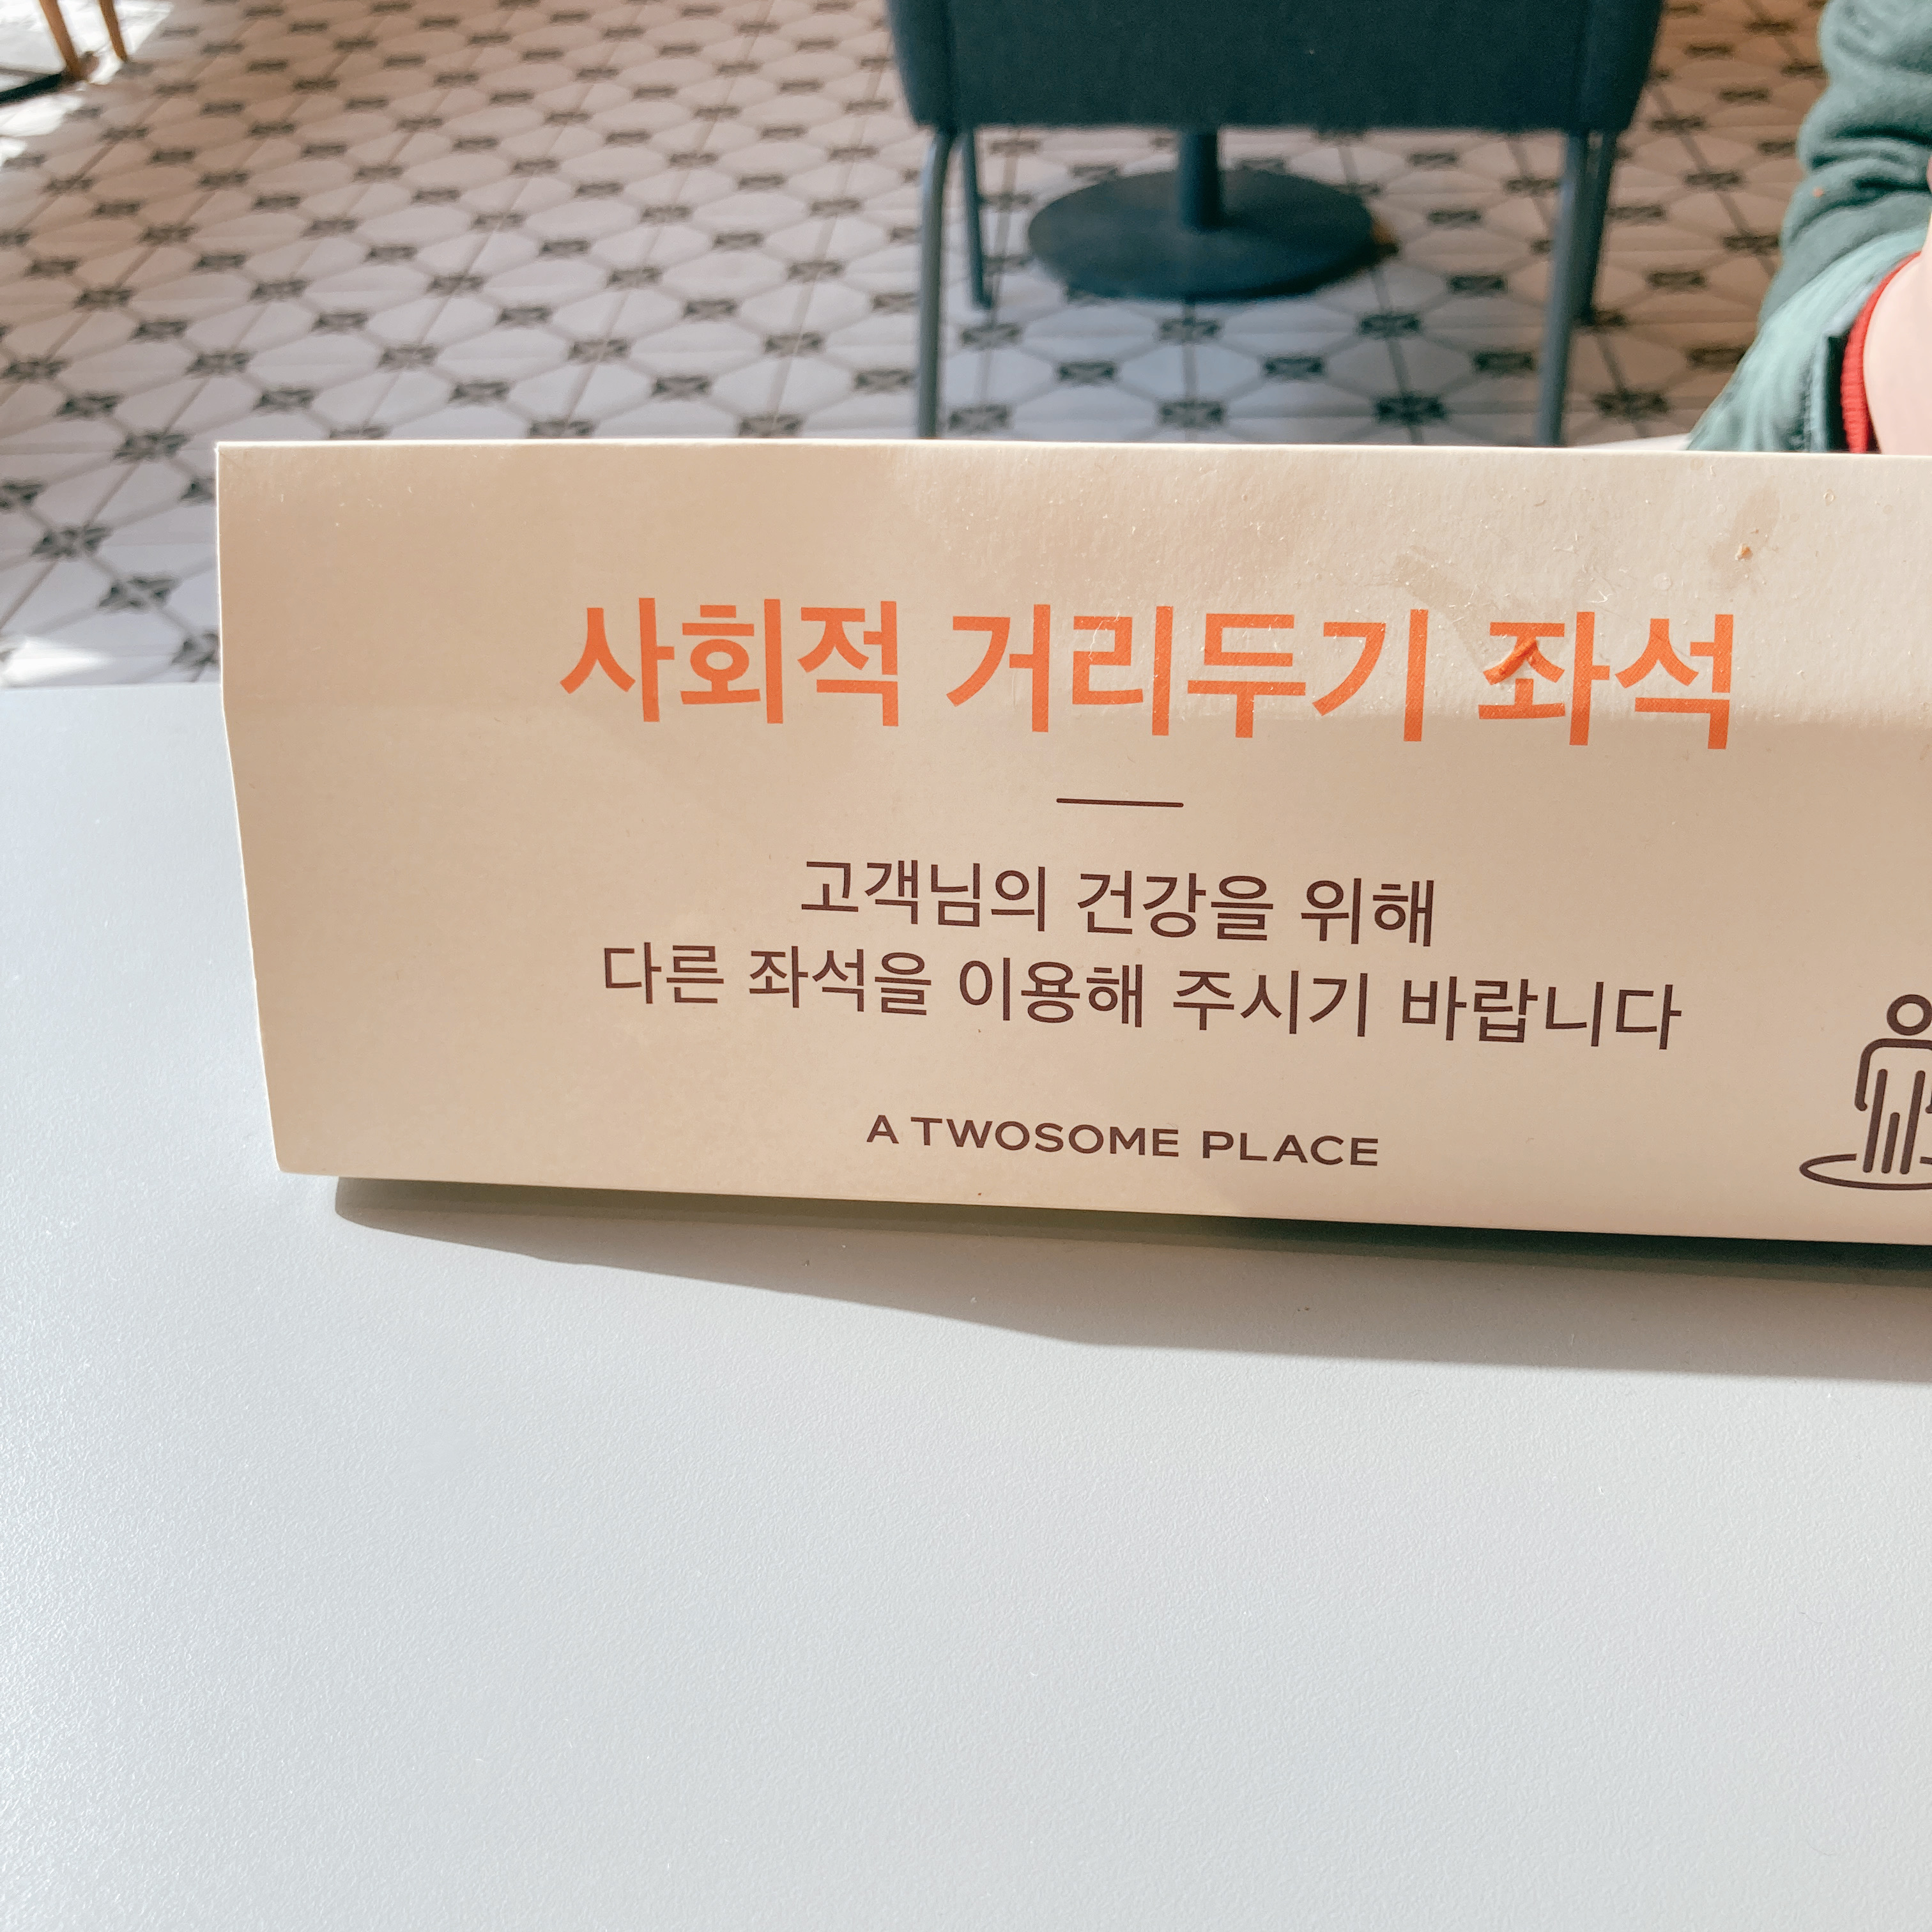 사회적 거리두기 좌석
고객님의 건강을 위해
다른 좌석을 이용해 주시기 바랍니다
A TWOSOME PLACE